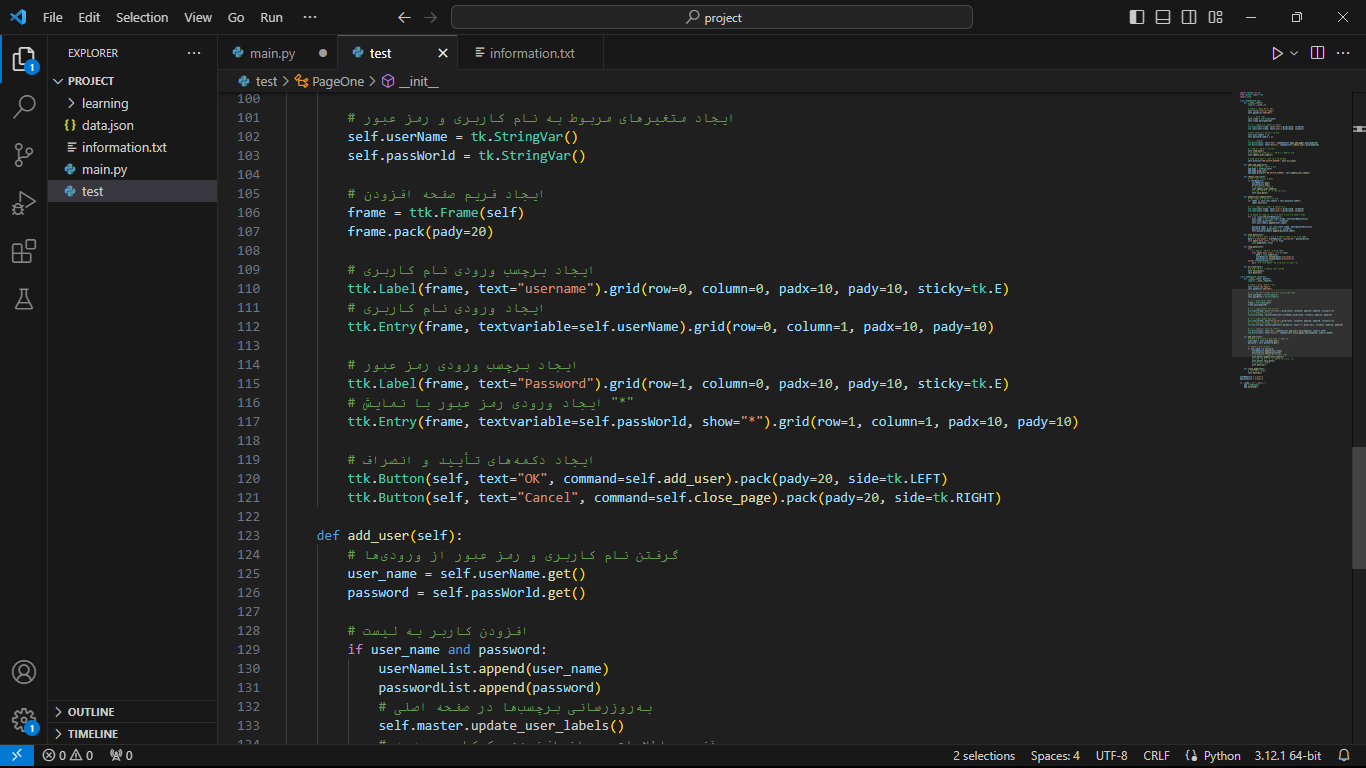 File Edit Selection View Go Run ···
project
EXPLORER ···
PROJECT
learning
data.json
information.txt
main.py
test
OUTLINE
TIMELINE
main.py
test
information.txt
test > PageOne > __init__
100
101 # ایجاد متغیرهای مربوط به نام کاربری و رمز عبور
102 self.userName = tk.StringVar()
103 self.passWorld = tk.StringVar()
104
105 # ایجاد فریم صفحه افزودن
106 frame = ttk.Frame(self)
107 frame.pack(pady=20)
108
109 # ایجاد برچسب ورودی نام کاربری
110 ttk.Label(frame, text="username").grid(row=0, column=0, padx=10, pady=10, sticky=tk.E)
111 # ایجاد ورودی نام کاربری
112 ttk.Entry(frame, textvariable=self.userName).grid(row=0, column=1, padx=10, pady=10)
113
114 # ایجاد برچسب ورودی رمز عبور
115 ttk.Label(frame, text="Password").grid(row=1, column=0, padx=10, pady=10, sticky=tk.E)
116 # ایجاد ورودی رمز عبور با نمایش "*"
117 ttk.Entry(frame, textvariable=self.passWorld, show="*").grid(row=1, column=1, padx=10, pady=10)
118
119 # ایجاد دکمه‌های تأیید و انصراف
120 ttk.Button(self, text="OK", command=self.add_user).pack(pady=20, side=tk.LEFT)
121 ttk.Button(self, text="Cancel", command=self.close_page).pack(pady=20, side=tk.RIGHT)
122
123 def add_user(self):
124 # گرفتن نام کاربری و رمز عبور از ورودی‌ها
125 user_name = self.userName.get()
126 password = self.passWorld.get()
127
128 # افزودن کاربر به لیست
129 if user_name and password:
130 userNameList.append(user_name)
131 passwordList.append(password)
132 # به‌روزرسانی برچسب‌ها در صفحه اصلی
133 self.master.update_user_labels()
0 0 0
2 selections Spaces: 4 UTF-8 CRLF Python 3.12.1 64-bit